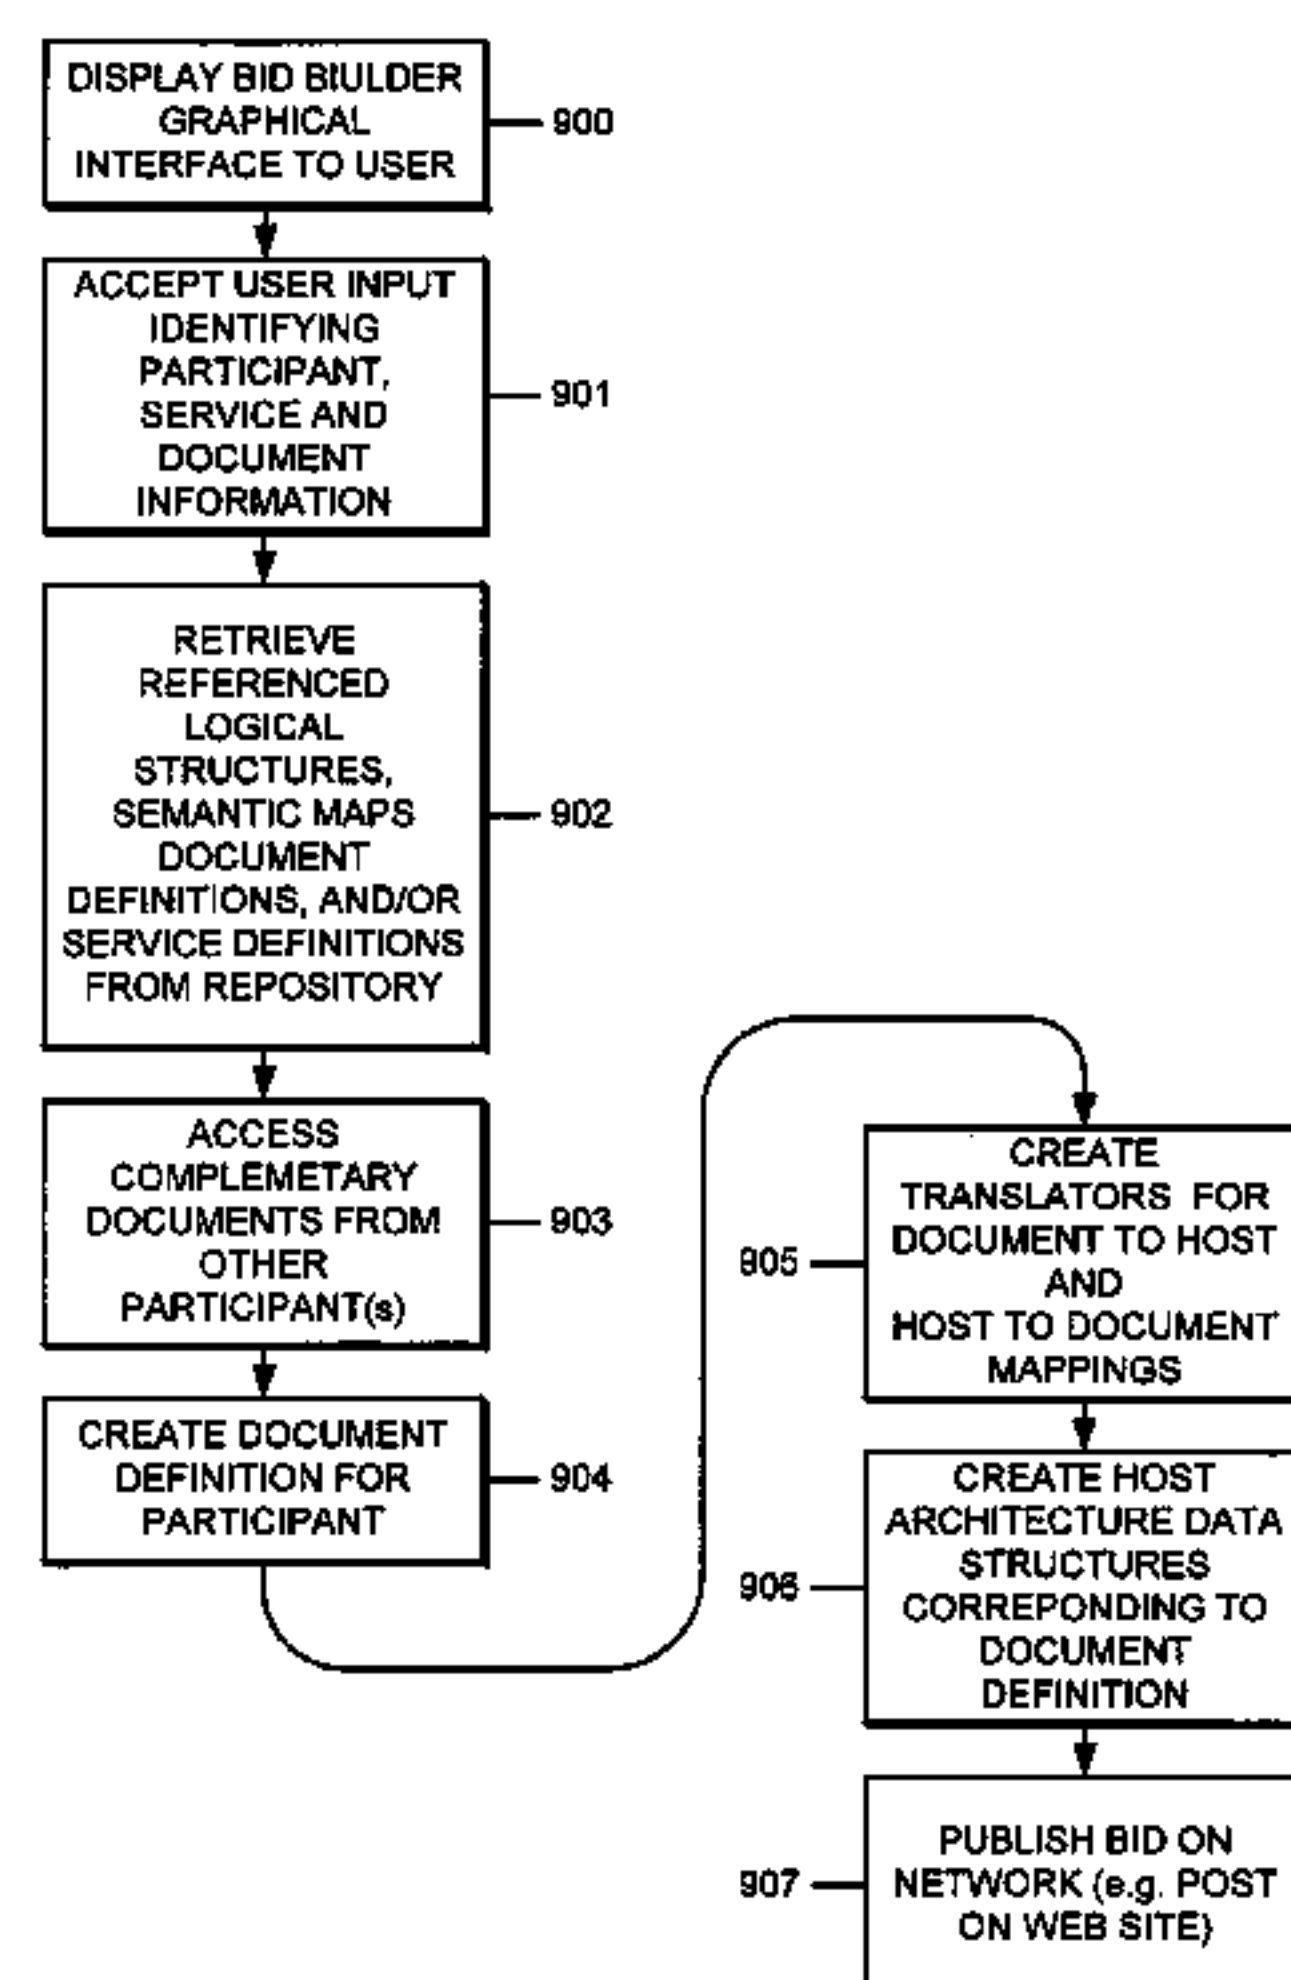 DISPLAY BID BIULDER
GRAPHICAL
INTERFACE TO USER
900
ACCEPT USER INPUT
IDENTIFYING
PARTICIPANT,
SERVICE AND
DOCUMENT
INFORMATION
901
RETRIEVE
REFERENCED
LOGICAL
STRUCTURES,
SEMANTIC MAPS
DOCUMENT
DEFINITIONS, AND/OR
SERVICE DEFINITIONS
FROM REPOSITORY
902
ACCESS
COMPLEMETARY
DOCUMENTS FROM
OTHER
PARTICIPANT(s)
903
CREATE DOCUMENT
DEFINITION FOR
PARTICIPANT
904
CREATE
TRANSLATORS FOR
DOCUMENT TO HOST
AND
HOST TO DOCUMENT
MAPPINGS
905
CREATE HOST
ARCHITECTURE DATA
STRUCTURES
CORREPONDING TO
DOCUMENT
DEFINITION
906
PUBLISH BID ON
NETWORK (e.g. POST
ON WEB SITE)
907